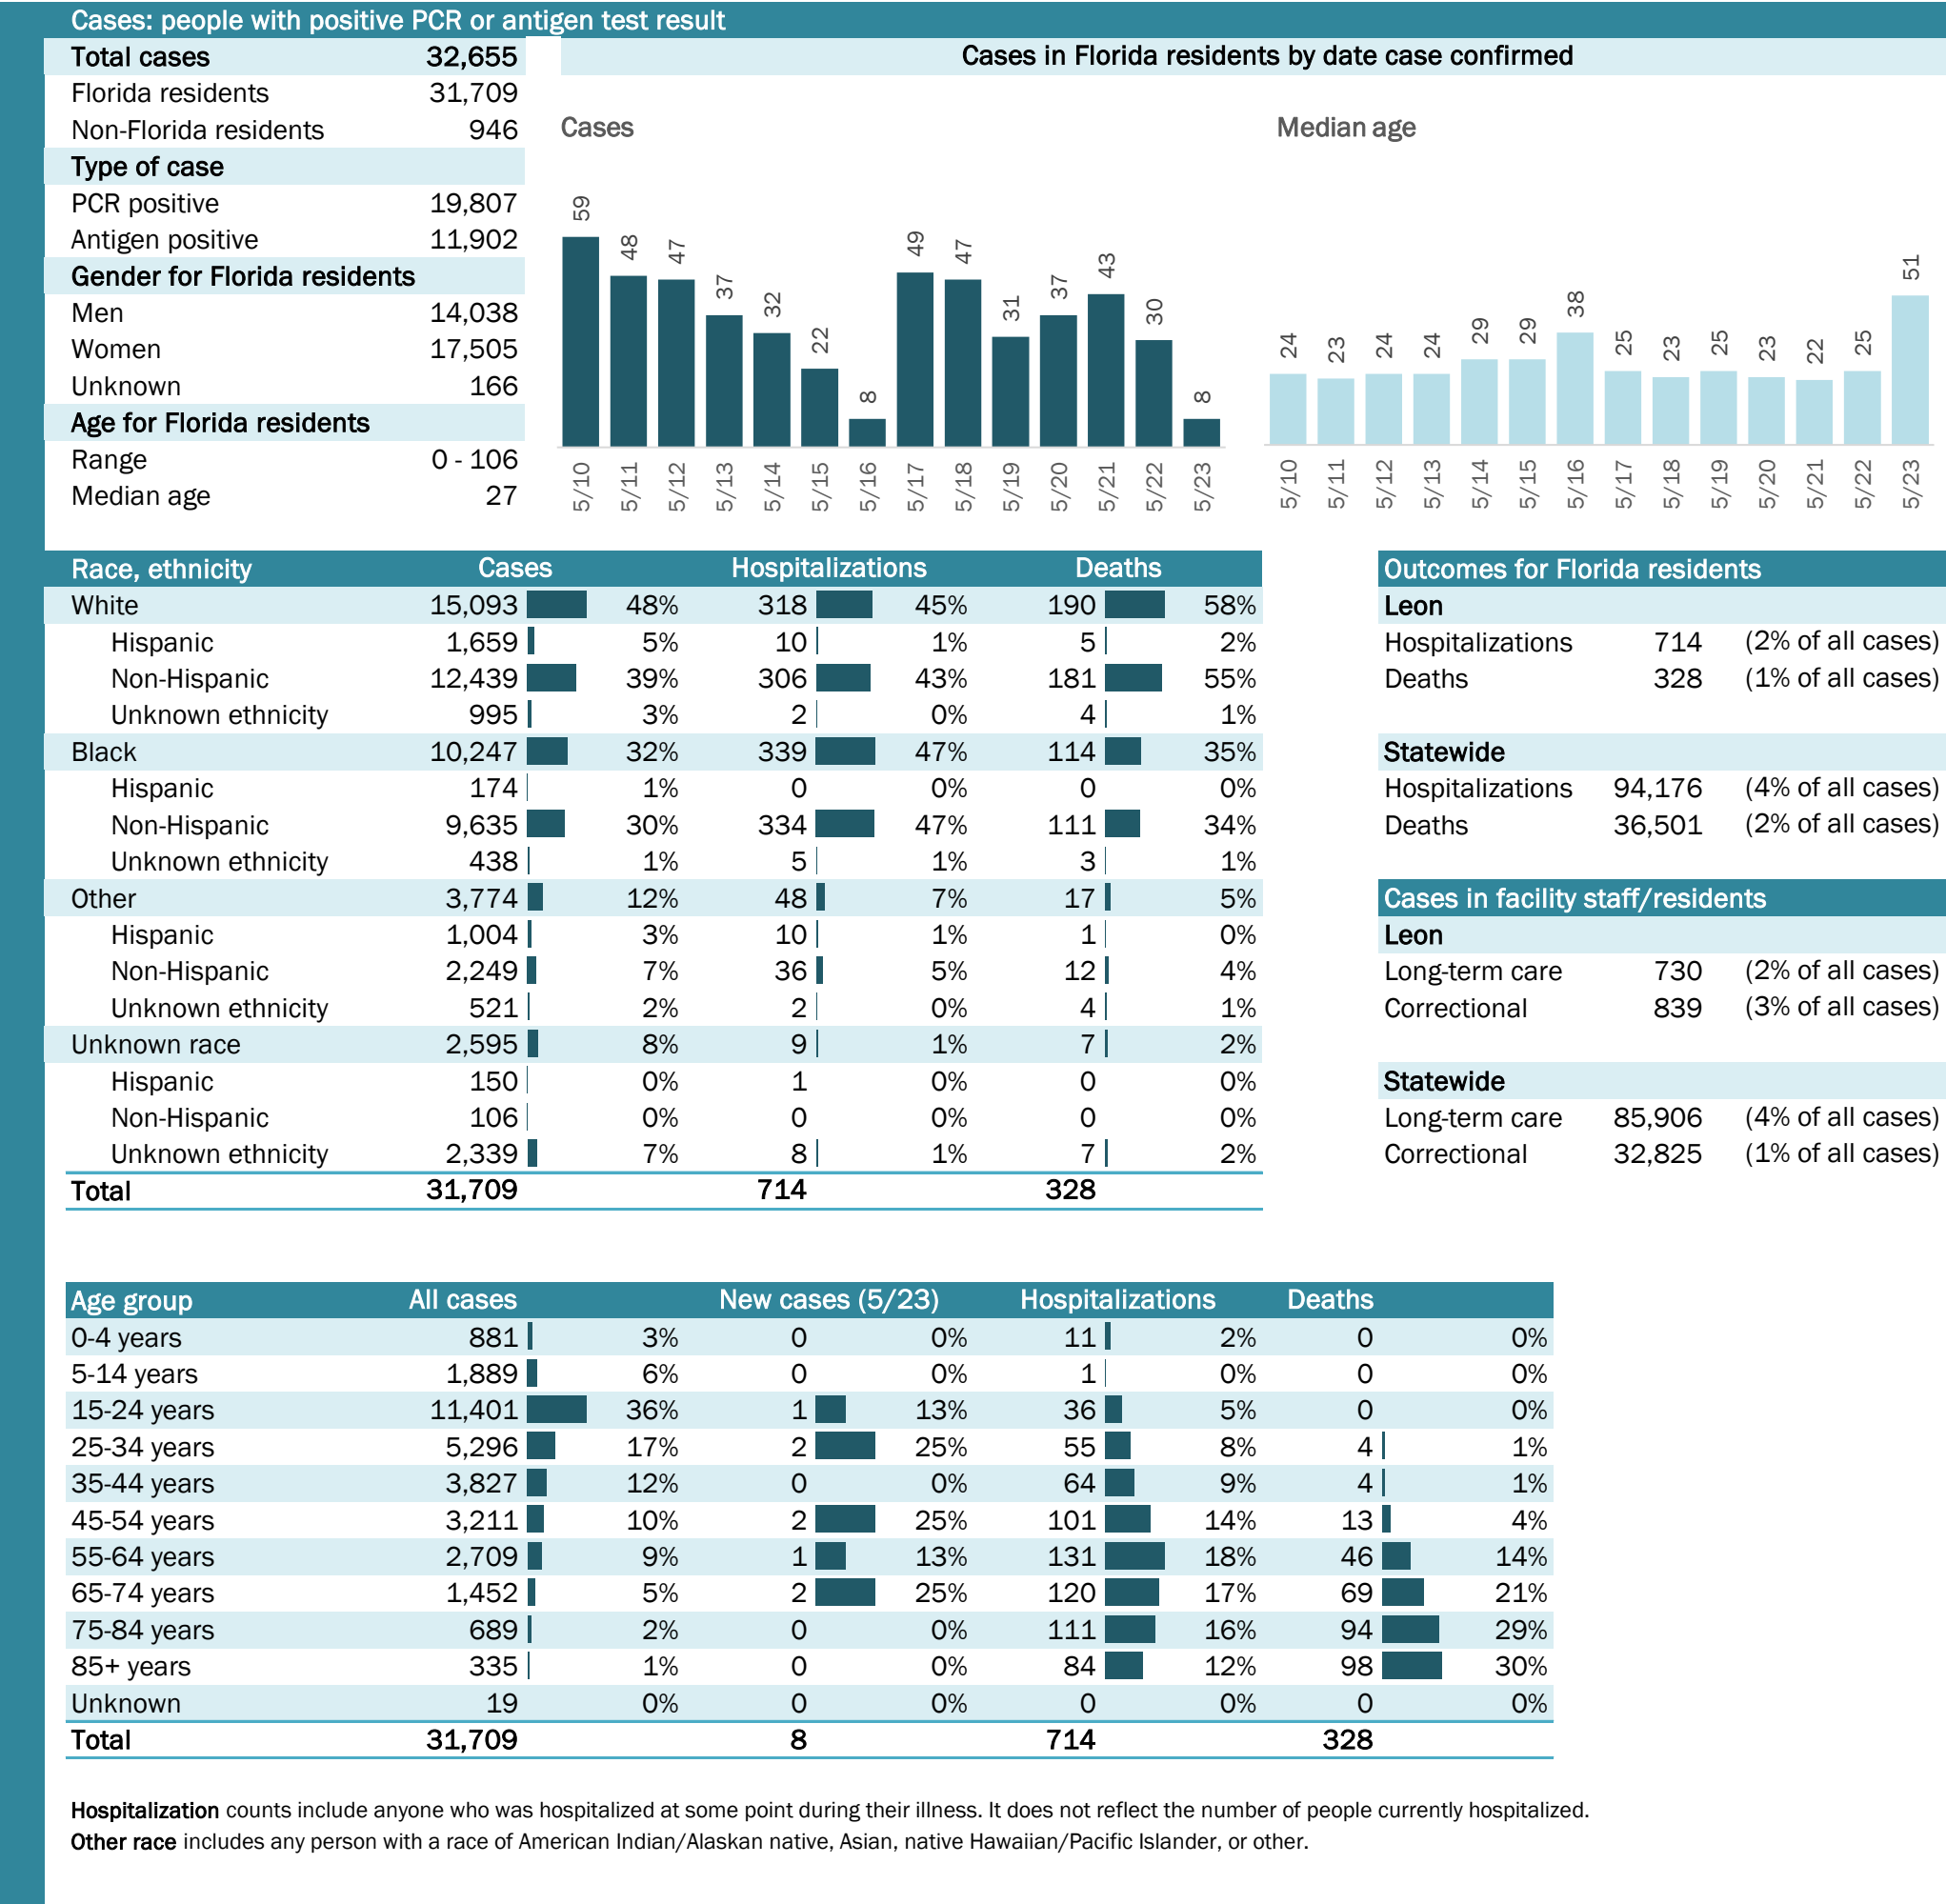 Cases: people with positive PCR or antigen test result
Total cases 32,655
Florida residents 31,709
Non-Florida residents 946
Type of case
PCR positive 19,807
Antigen positive 11,902
Gender for Florida residents
Men 14,038
Women 17,505
Unknown 166
Age for Florida residents
Range 0 - 106
Median age 27
Cases in Florida residents by date case confirmed
Cases
59 48 47 37 32 22 8 49 47 31 37 43 30 8
5/10 5/11 5/12 5/13 5/14 5/15 5/16 5/17 5/18 5/19 5/20 5/21 5/22 5/23
Median age
24 23 24 24 29 29 38 25 23 25 23 22 25 51
5/10 5/11 5/12 5/13 5/14 5/15 5/16 5/17 5/18 5/19 5/20 5/21 5/22 5/23
Race, ethnicity Cases Hospitalizations Deaths
White 15,093 48% 318 45% 190 58%
Hispanic 1,659 5% 10 1% 5 2%
Non-Hispanic 12,439 39% 306 43% 181 55%
Unknown ethnicity 995 3% 2 0% 4 1%
Black 10,247 32% 339 47% 114 35%
Hispanic 174 1% 0 0% 0 0%
Non-Hispanic 9,635 30% 334 47% 111 34%
Unknown ethnicity 438 1% 5 1% 3 1%
Other 3,774 12% 48 7% 17 5%
Hispanic 1,004 3% 10 1% 1 0%
Non-Hispanic 2,249 7% 36 5% 12 4%
Unknown ethnicity 521 2% 2 0% 4 1%
Unknown race 2,595 8% 9 1% 7 2%
Hispanic 150 0% 1 0% 0 0%
Non-Hispanic 106 0% 0 0% 0 0%
Unknown ethnicity 2,339 7% 8 1% 7 2%
Total 31,709 714 328
Outcomes for Florida residents
Leon
Hospitalizations 714 (2% of all cases)
Deaths 328 (1% of all cases)
Statewide
Hospitalizations 94,176 (4% of all cases)
Deaths 36,501 (2% of all cases)
Cases in facility staff/residents
Leon
Long-term care 730 (2% of all cases)
Correctional 839 (3% of all cases)
Statewide
Long-term care 85,906 (4% of all cases)
Correctional 32,825 (1% of all cases)
Age group All cases New cases (5/23) Hospitalizations Deaths
0-4 years 881 3% 0 0% 11 2% 0 0%
5-14 years 1,889 6% 0 0% 1 0% 0 0%
15-24 years 11,401 36% 1 13% 36 5% 0 0%
25-34 years 5,296 17% 2 25% 55 8% 4 1%
35-44 years 3,827 12% 0 0% 64 9% 4 1%
45-54 years 3,211 10% 2 25% 101 14% 13 4%
55-64 years 2,709 9% 1 13% 131 18% 46 14%
65-74 years 1,452 5% 2 25% 120 17% 69 21%
75-84 years 689 2% 0 0% 111 16% 94 29%
85+ years 335 1% 0 0% 84 12% 98 30%
Unknown 19 0% 0 0% 0 0% 0 0%
Total 31,709 8 714 328
Hospitalization counts include anyone who was hospitalized at some point during their illness. It does not reflect the number of people currently hospitalized.
Other race includes any person with a race of American Indian/Alaskan native, Asian, native Hawaiian/Pacific Islander, or other.